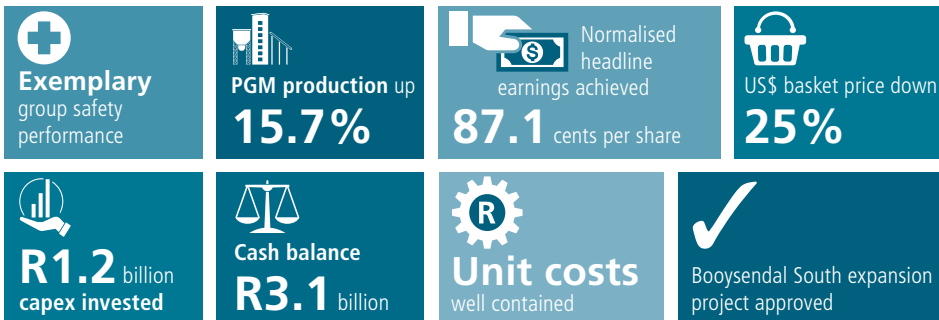 Exemplary
group safety
performance
PGM production up
15.7%
$
Normalised
headline
earnings achieved
87.1 cents per share
US$ basket price down
25%
R1.2 billion
capex invested
Cash balance
R3.1 billion
R
Unit costs
well contained
Booysendal South expansion
project approved